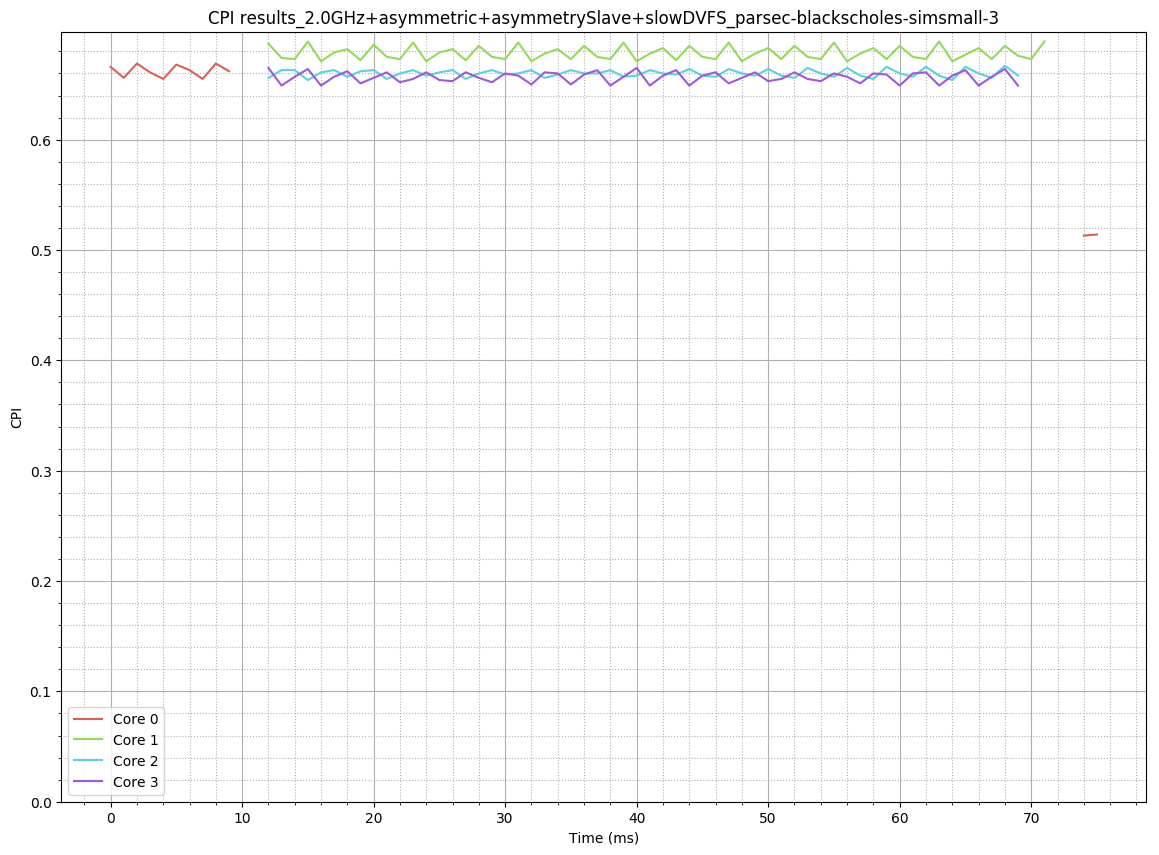 CPI results_2.0GHz+asymmetric+asymmetrySlave+slowDVFS_parsec-blackscholes-simsmall-3
CPI
0.6
0.5
0.4
0.3
0.2
0.1
0.0
Core 0
Core 1
Core 2
Core 3
0 10 20 30 40 50 60 70
Time (ms)